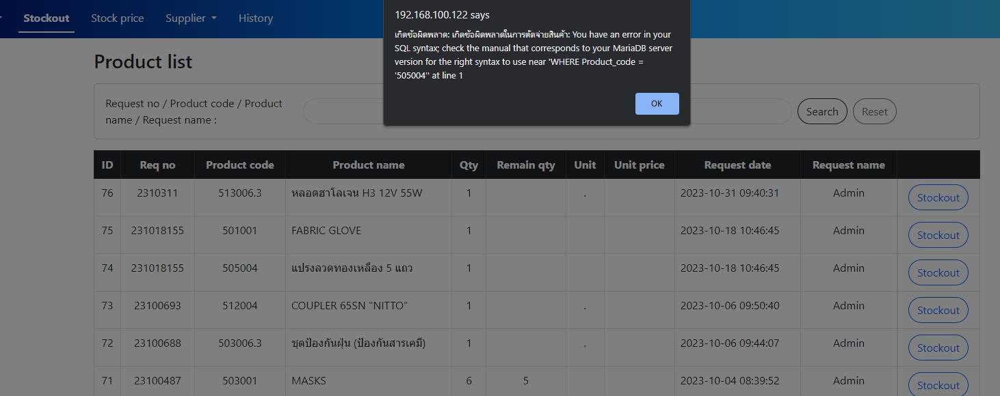 Stockout Stock price Supplier History
192.168.100.122 says
เกิดข้อผิดพลาด: เกิดข้อผิดพลาดในการตัดจ่ายสินค้า: You have an error in your
SQL syntax; check the manual that corresponds to your MariaDB server
version for the right syntax to use near 'WHERE Product_code =
'505004'' at line 1
OK
Product list
Request no / Product code / Product
name / Request name :
Search Reset
ID Req no Product code Product name Qty Remain qty Unit Unit price Request date Request name
76 2310311 513006.3 หลอดฮาโลเจน H3 12V 55W 1 . 2023-10-31 09:40:31 Admin Stockout
75 231018155 501001 FABRIC GLOVE 1 2023-10-18 10:46:45 Admin Stockout
74 231018155 505004 แปรงลวดทองเหลือง 5 แถว 1 2023-10-18 10:46:45 Admin Stockout
73 23100693 512004 COUPLER 65SN "NITTO" 1 . 2023-10-06 09:50:40 Admin Stockout
72 23100688 503006.3 ชุดป้องกันฝุ่น (ป้องกันสารเคมี) 1 . 2023-10-06 09:44:07 Admin Stockout
71 23100487 503001 MASKS 6 5 2023-10-04 08:39:52 Admin Stockout